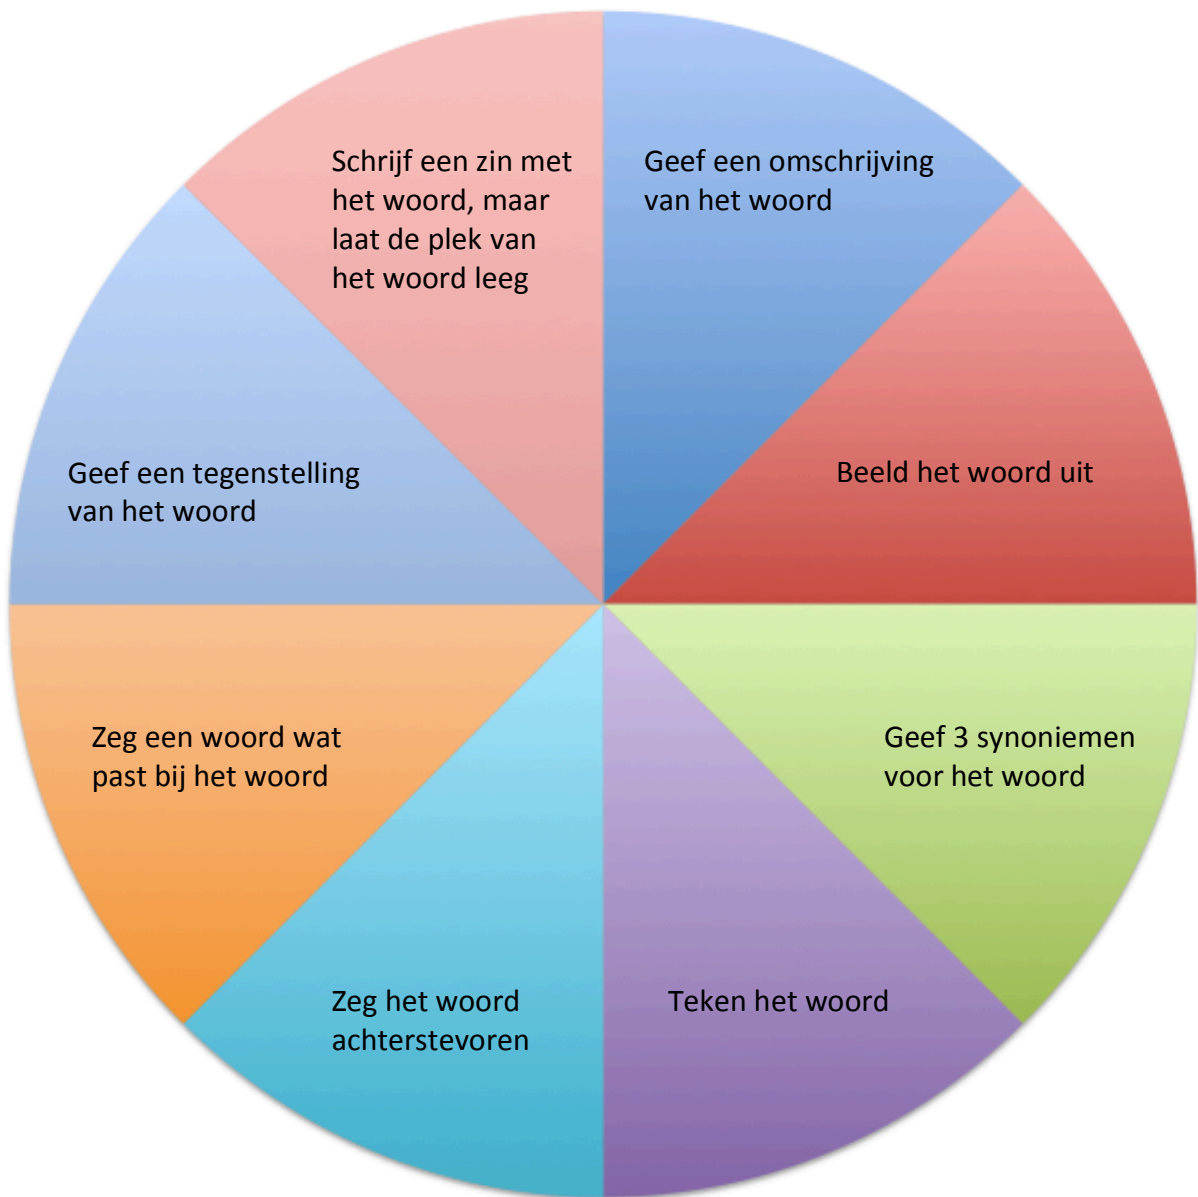 Schrijf een zin met
het woord, maar
laat de plek van
het woord leeg
Geef een omschrijving
van het woord
Beeld het woord uit
Geef een tegenstelling
van het woord
Zeg een woord wat
past bij het woord
Geef 3 synoniemen
voor het woord
Zeg het woord
achterstevoren
Teken het woord